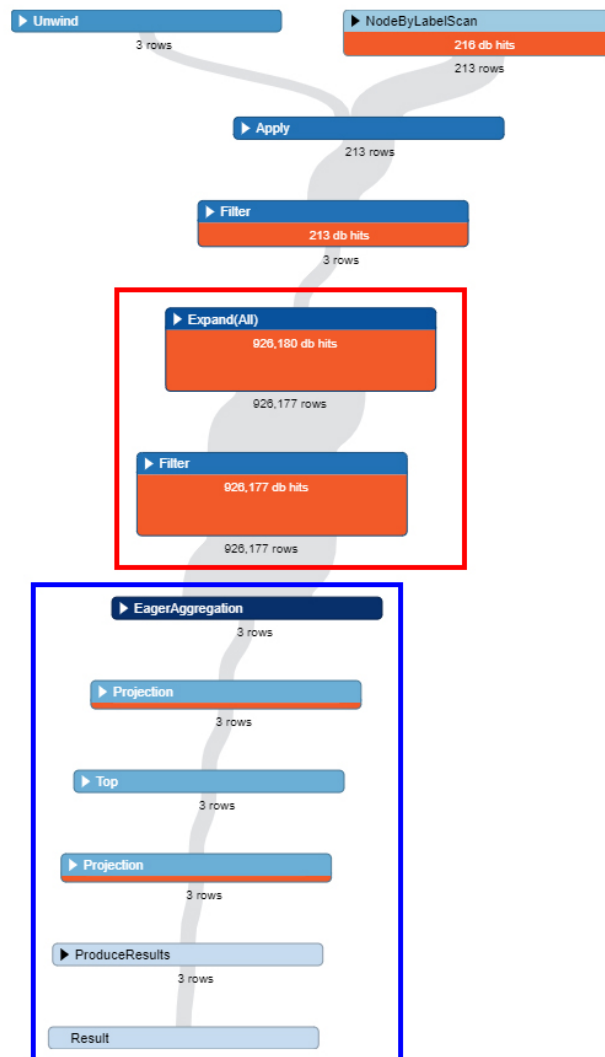 Unwind
3 rows
NodeByLabelScan
216 db hits
213 rows
Apply
213 rows
Filter
213 db hits
3 rows
Expand(All)
926,180 db hits
926,177 rows
Filter
926,177 db hits
926,177 rows
EagerAggregation
3 rows
Projection
3 rows
Top
3 rows
Projection
3 rows
ProduceResults
3 rows
Result